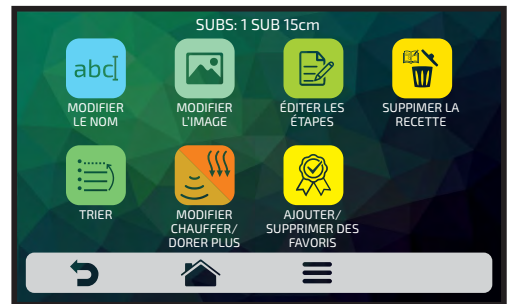 SUBS: 1 SUB 15cm
abc
MODIFIER
LE NOM
MODIFIER
L'IMAGE
ÉDITER LES
ÉTAPES
SUPPIMER LA
RECETTE
TRIER
MODIFIER
CHAUFFER/
DORER PLUS
AJOUTER/
SUPPRIMER DES
FAVORIS